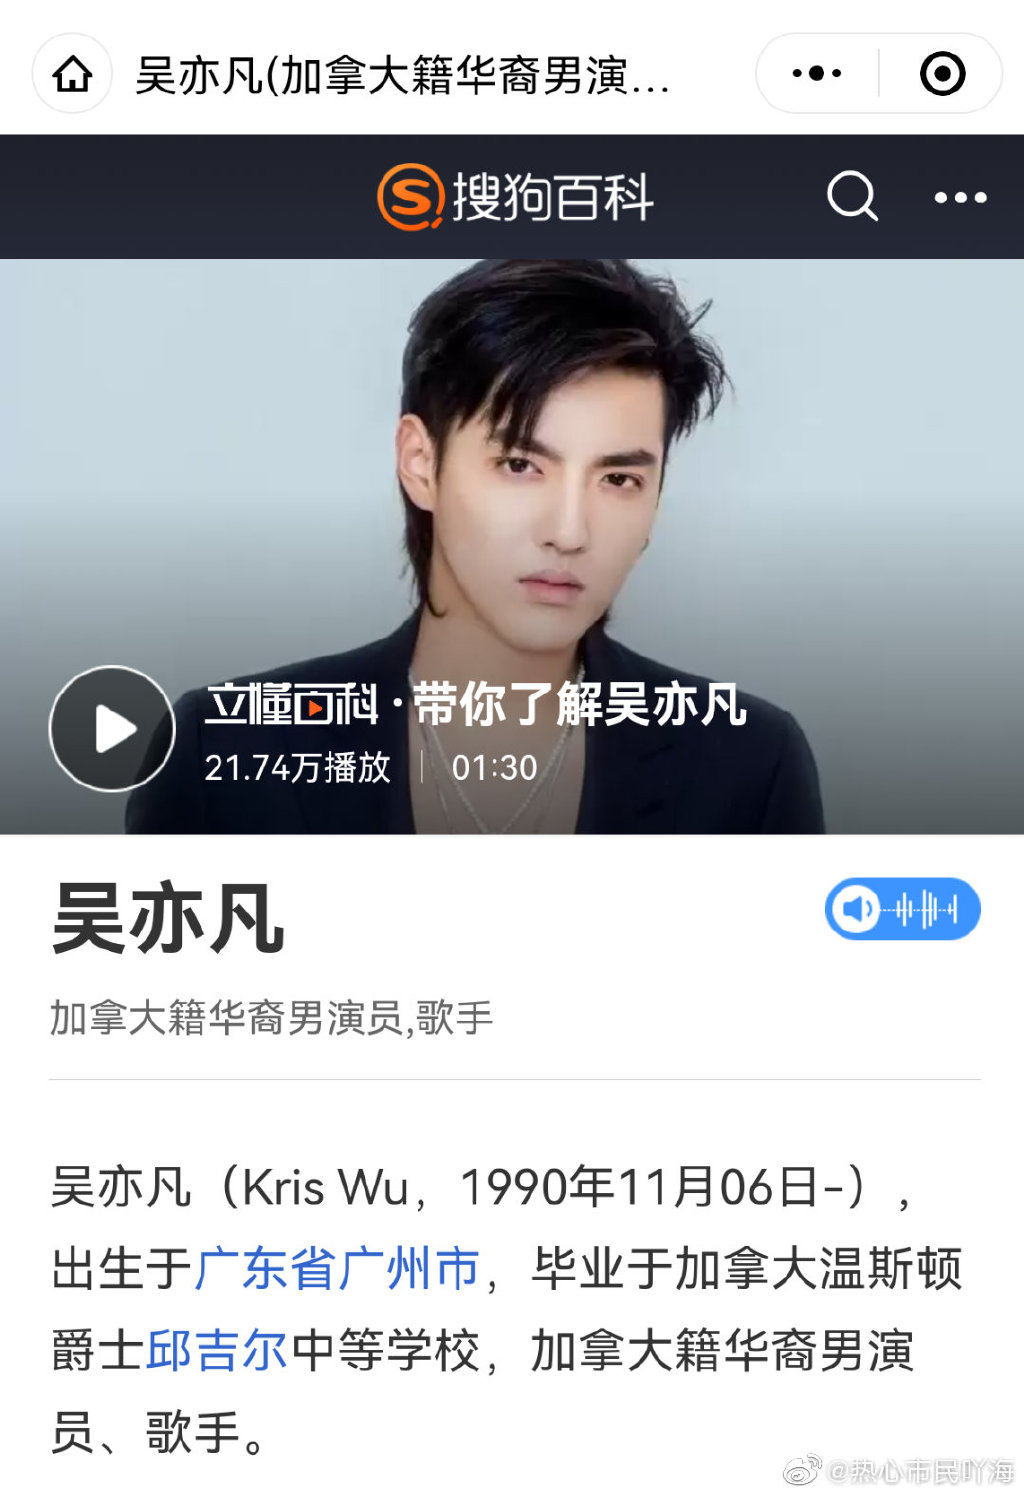 吴亦凡(加拿大籍华裔男演...
搜狗百科
立懂百科·带你了解吴亦凡
21.74万播放 | 01:30
吴亦凡
加拿大籍华裔男演员,歌手
吴亦凡（Kris Wu，1990年11月06日-），
出生于广东省广州市，毕业于加拿大温斯顿
爵士邱吉尔中等学校，加拿大籍华裔男演
员、歌手。
@热心市民吖海